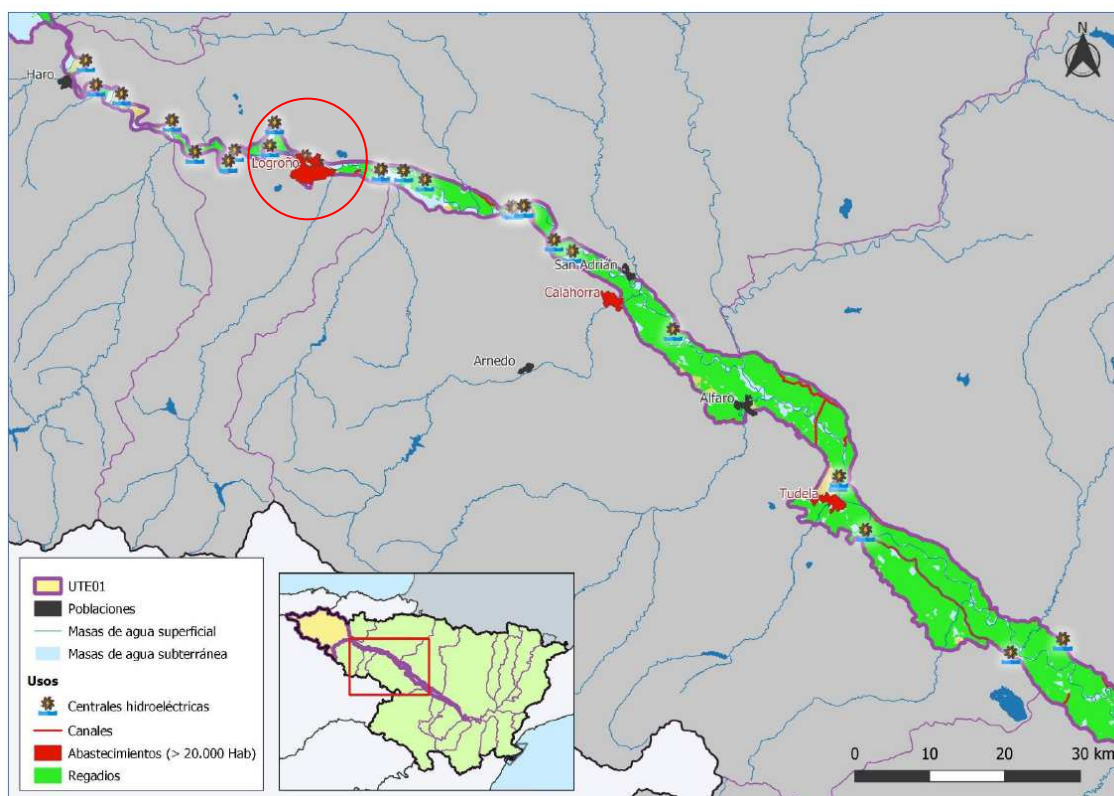 N
Haro
Logroño
San Adrián
Calahorra
Arnedo
Alfaro
Tudela
UTE01
Poblaciones
Masas de agua superficial
Masas de agua subterránea
Usos
Centrales hidroeléctricas
Canales
Abastecimientos (> 20.000 Hab)
Regadios
0 10 20 30 km